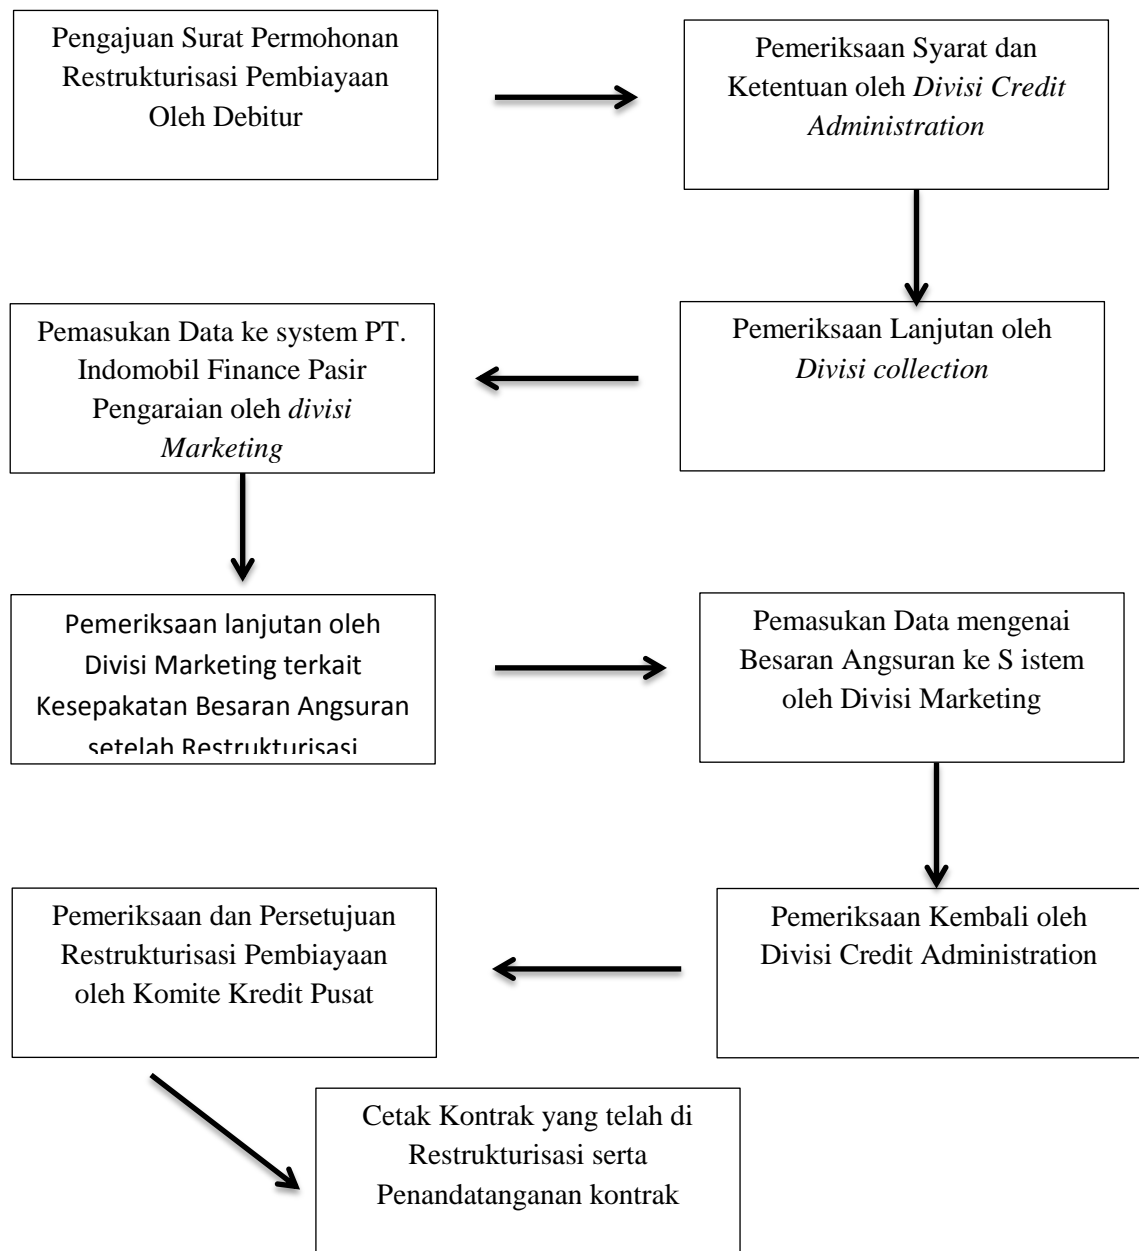 Pengajuan Surat Permohonan
Restrukturisasi Pembiayaan
Oleh Debitur
Pemeriksaan Syarat dan
Ketentuan oleh Divisi Credit
Administration
Pemeriksaan Lanjutan oleh
Divisi collection
Pemasukan Data ke system PT.
Indomobil Finance Pasir
Pengaraian oleh divisi
Marketing
Pemeriksaan lanjutan oleh
Divisi Marketing terkait
Kesepakatan Besaran Angsuran
setelah Restrukturisasi
Pemasukan Data mengenai
Besaran Angsuran ke S istem
oleh Divisi Marketing
Pemeriksaan Kembali oleh
Divisi Credit Administration
Pemeriksaan dan Persetujuan
Restrukturisasi Pembiayaan
oleh Komite Kredit Pusat
Cetak Kontrak yang telah di
Restrukturisasi serta
Penandatanganan kontrak